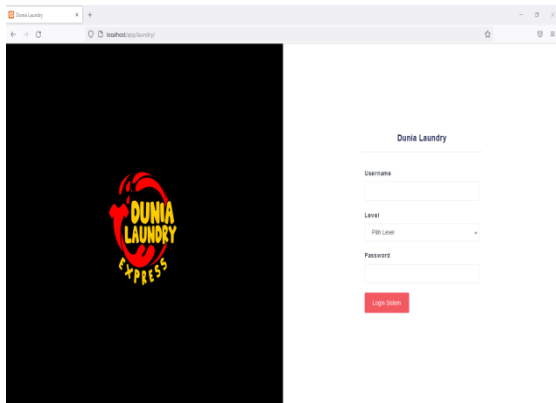 Dunia Laundry
localhost/app/laundry/
DUNIA
LAUNDRY
EXPRESS
Dunia Laundry
Username
Level
Pilih Level
Password
Login Sistem